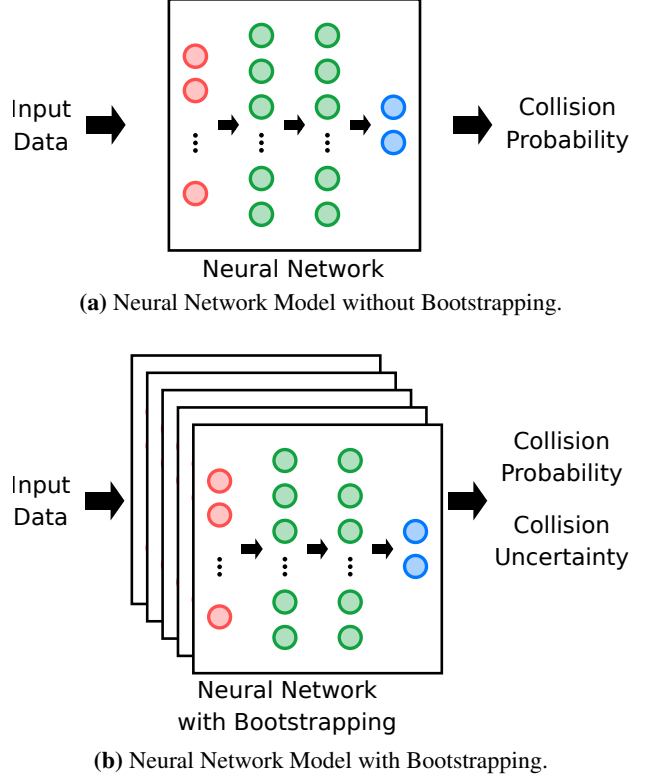 Input
Data
Collision
Probability
Neural Network
(a) Neural Network Model without Bootstrapping.
Input
Data
Collision
Probability
Collision
Uncertainty
Neural Network
with Bootstrapping
(b) Neural Network Model with Bootstrapping.